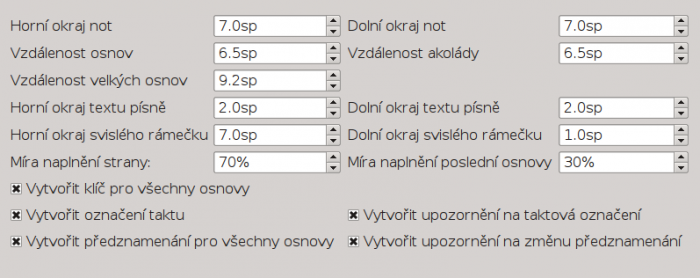 Horní okraj not 7.0sp Dolní okraj not 7.0sp
Vzdálenost osnov 6.5sp Vzdálenost akolády 6.5sp
Vzdálenost velkých osnov 9.2sp
Horní okraj textu písně 2.0sp Dolní okraj textu písně 2.0sp
Horní okraj svislého rámečku 7.0sp Dolní okraj svislého rámečku 1.0sp
Míra naplnění strany: 70% Míra naplnění poslední osnovy 30%
Vytvořit klíč pro všechny osnovy
Vytvořit označení taktu Vytvořit upozornění na taktová označení
Vytvořit předznamenání pro všechny osnovy Vytvořit upozornění na změnu předznamenání